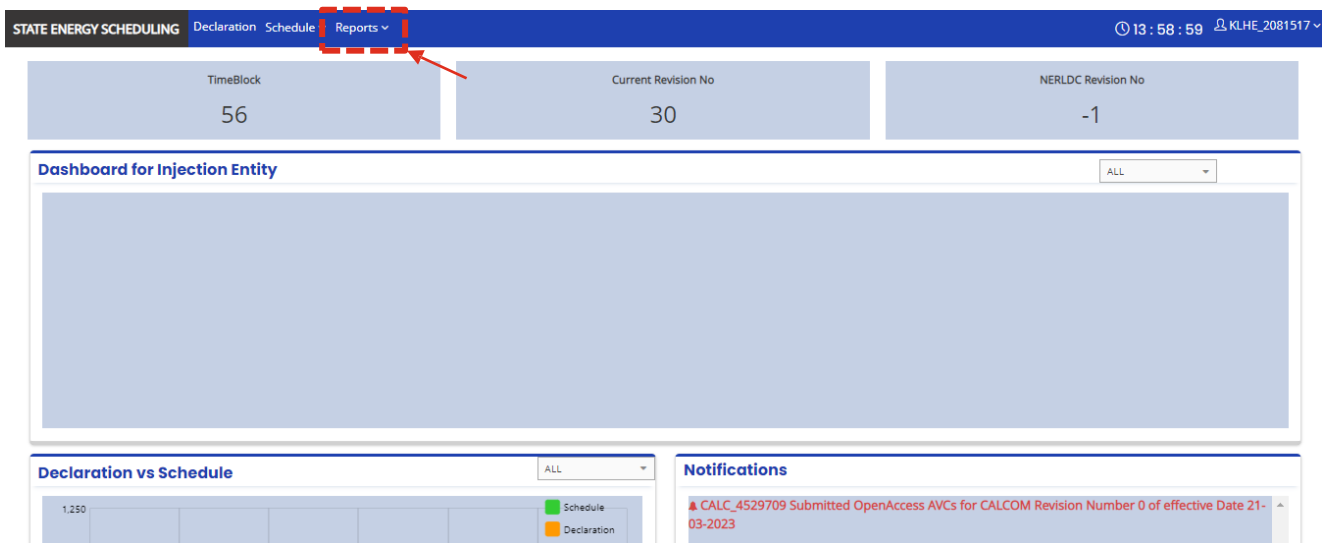 STATE ENERGY SCHEDULING Declaration Schedule Reports 13 : 58 : 59 KLHE_2081517
TimeBlock
56
Current Revision No
30
NERLDC Revision No
-1
Dashboard for Injection Entity
ALL
Declaration vs Schedule
ALL
1,250
Schedule
Declaration
Notifications
CALC_4529709 Submitted OpenAccess AVCs for CALCOM Revision Number 0 of effective Date 21-
03-2023